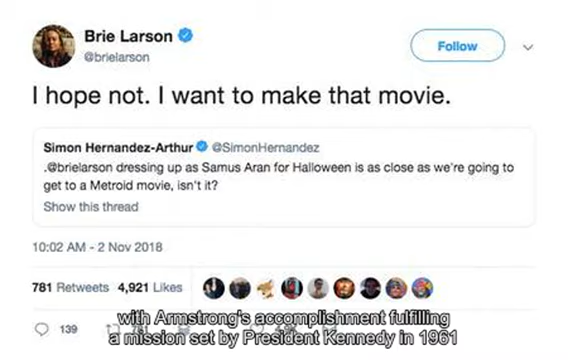 Brie Larson
@brielarson
Follow
I hope not. I want to make that movie.
Simon Hernandez-Arthur @SimonHernandez
.@brielarson dressing up as Samus Aran for Halloween is as close as we're going to
get to a Metroid movie, isn't it?
Show this thread
10:02 AM - 2 Nov 2018
781 Retweets 4,921 Likes
with Armstrong's accomplishment fulfilling
a mission set by President Kennedy in 1961
139